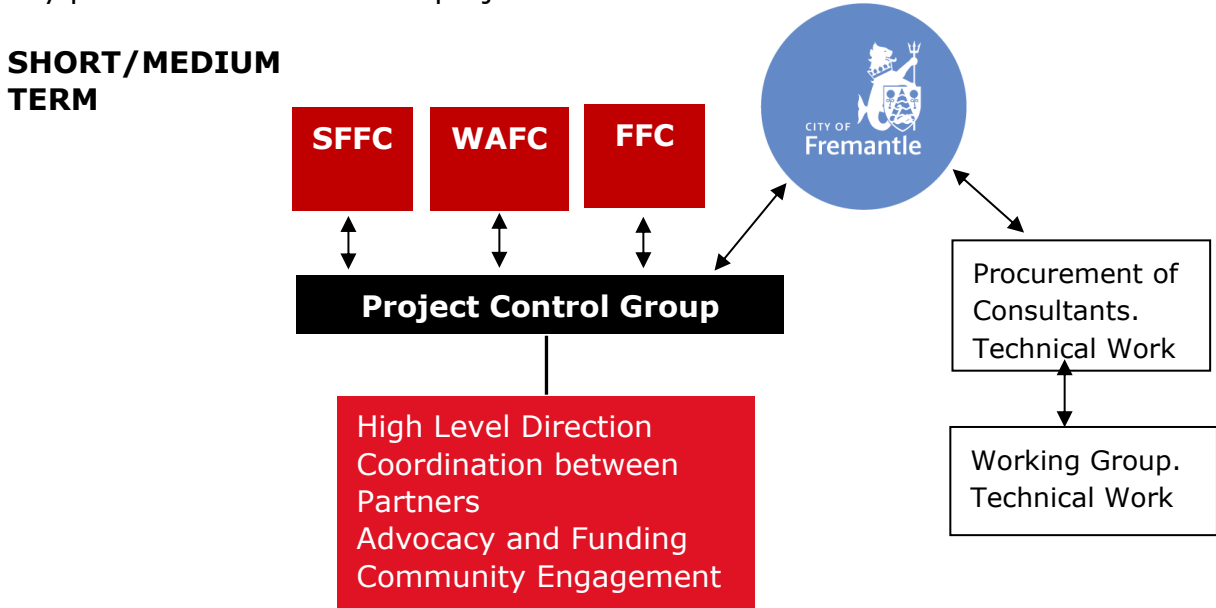 SHORT/MEDIUM
TERM
SFFC
WAFC
FFC
CITY OF
Fremantle
Project Control Group
Procurement of
Consultants.
Technical Work
High Level Direction
Coordination between
Partners
Advocacy and Funding
Community Engagement
Working Group.
Technical Work